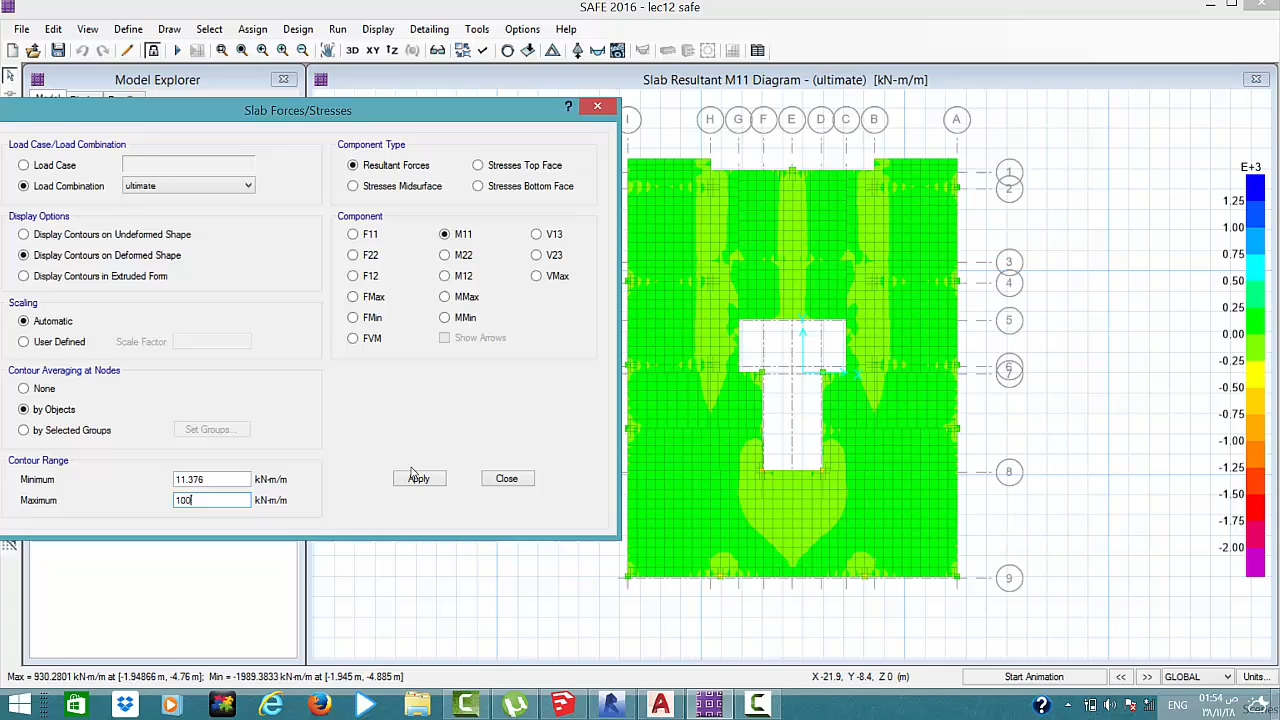 SAFE 2016 - lec12 safe
File Edit View Define Draw Select Assign Design Run Display Detailing Tools Options Help
3D XY
Model Explorer
Slab Resultant M11 Diagram - (ultimate) [kN-m/m]
Slab Forces/Stresses
?
Load Case/Load Combination
Load Case
Load Combination ultimate
Display Options
Display Contours on Undeformed Shape
Display Contours on Deformed Shape
Display Contours in Extruded Form
Scaling
Automatic
User Defined Scale Factor
Contour Averaging at Nodes
None
by Objects
by Selected Groups Set Groups...
Contour Range
Minimum 11.376 kN-m/m
Maximum 100 kN-m/m
Component Type
Resultant Forces Stresses Top Face
Stresses Midsurface Stresses Bottom Face
Component
F11 M11 V13
F22 M22 V23
F12 M12 VMax
FMax MMax
FMin MMin
FVM Show Arrows
Apply Close
I H G F E D C B A
1
2
3
4
5
6
7
8
9
E+3
1.25
1.00
0.75
0.50
0.25
0.00
-0.25
-0.50
-0.75
-1.00
-1.25
-1.50
-1.75
-2.00
Max = 930.2801 kN-m/m at [-1.94866 m, -4.76 m]; Min = -1989.3833 kN-m/m at [-1.945 m, -4.885 m]
X -21.9, Y -8.4, Z 0 (m)
Start Animation << >> GLOBAL Units...
ENG
01:54 ص